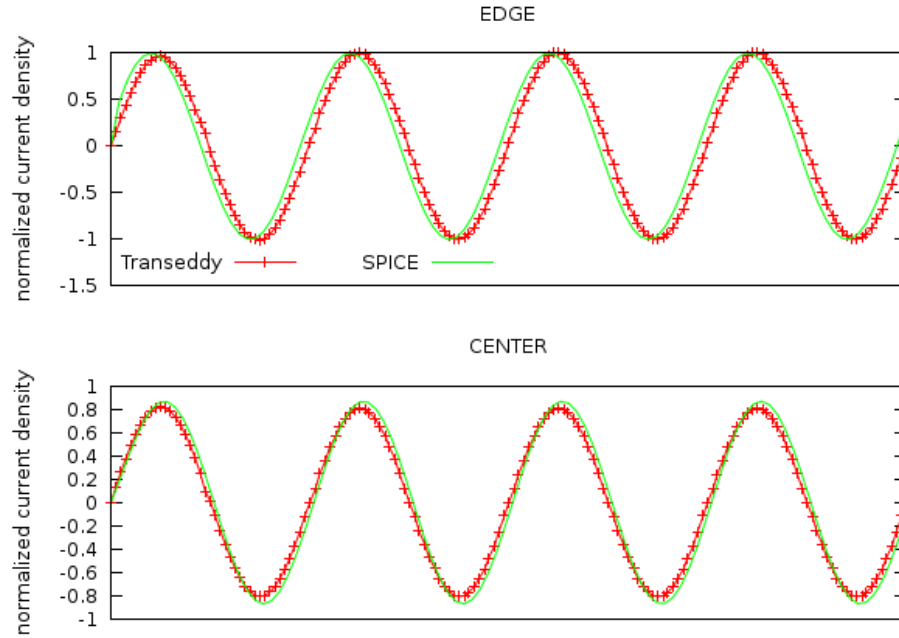 EDGE
normalized current density
1
0.5
0
-0.5
-1
-1.5
Transeddy
SPICE
CENTER
normalized current density
1
0.8
0.6
0.4
0.2
0
-0.2
-0.4
-0.6
-0.8
-1